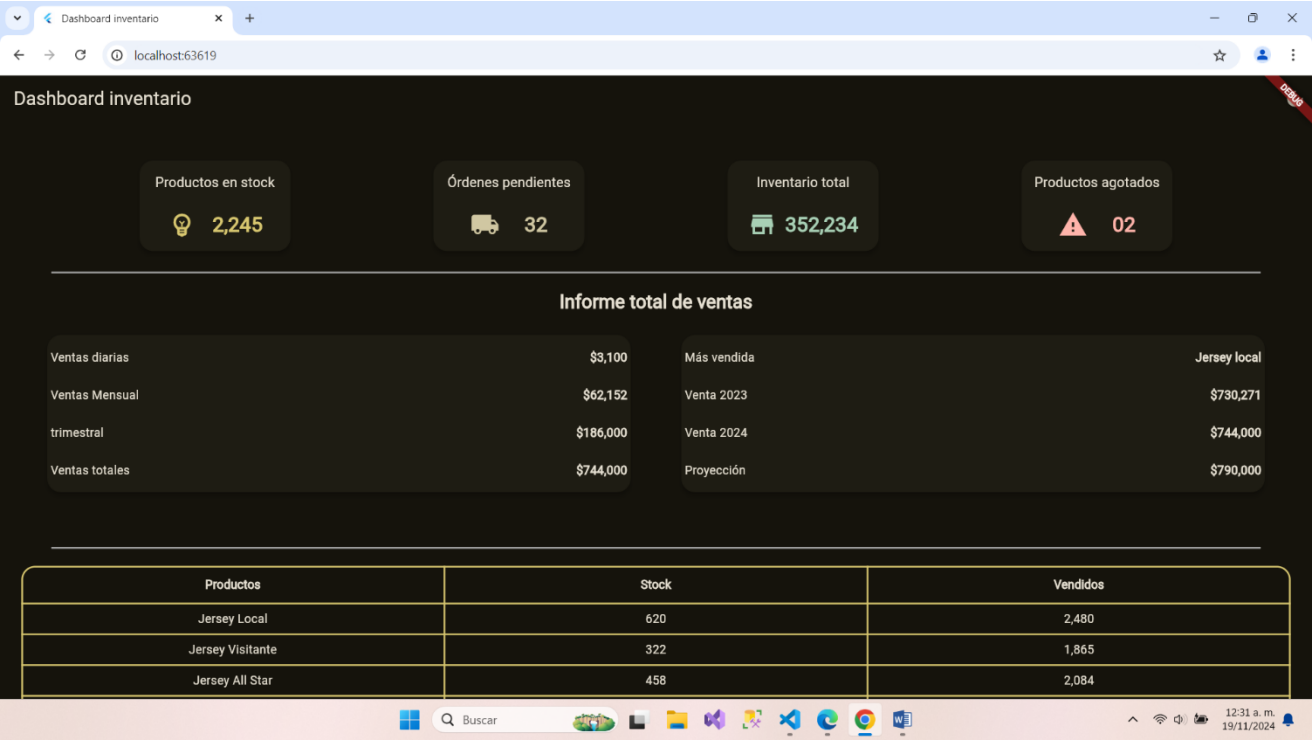 Dashboard inventario
localhost:63619
Dashboard inventario
DEBUG
Productos en stock
2,245
Órdenes pendientes
32
Inventario total
352,234
Productos agotados
02
Informe total de ventas
Ventas diarias $3,100
Ventas Mensual $62,152
trimestral $186,000
Ventas totales $744,000
Más vendida Jersey local
Venta 2023 $730,271
Venta 2024 $744,000
Proyección $790,000
Productos Stock Vendidos
Jersey Local 620 2,480
Jersey Visitante 322 1,865
Jersey All Star 458 2,084
Buscar
12:31 a. m.
19/11/2024